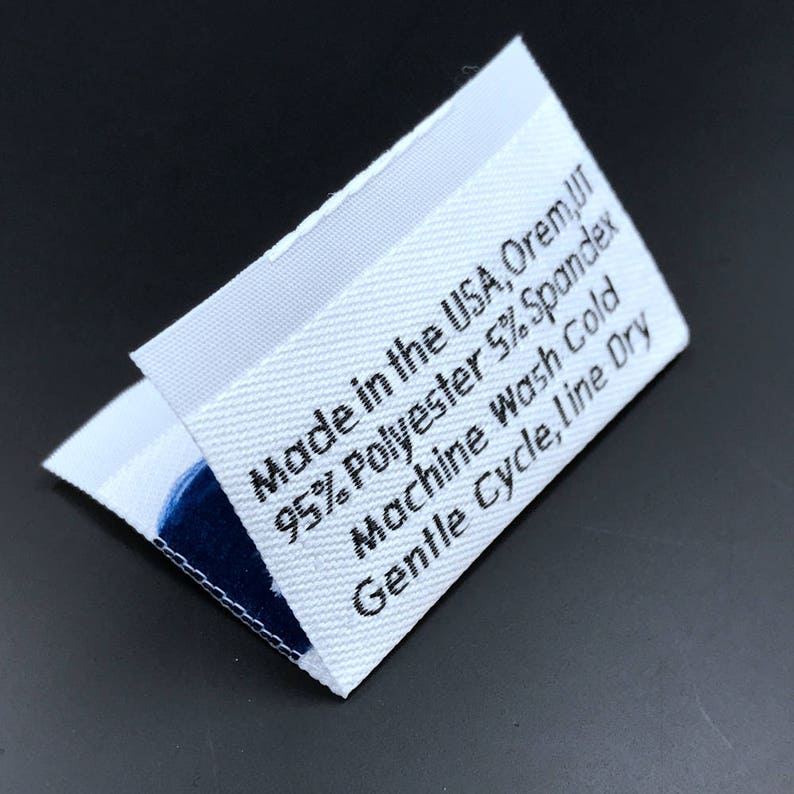 Made in the USA,Orem,UT
95% Polyester 5% Spandex
Machine Wash Cold
Gentle Cycle,Line Dry